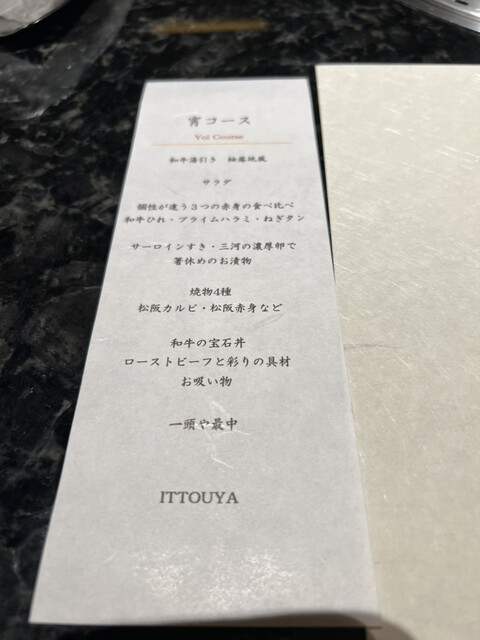 宵コース
Yoi Course
和牛湯引き　柚庵地風
サラダ
個性が違う３つの赤身の食べ比べ
和牛ひれ・プライムハラミ・ねぎタン
サーロインすき・三河の濃厚卵で
箸休めのお漬物
焼物4種
松阪カルビ・松阪赤身など
和牛の宝石丼
ローストビーフと彩りの具材
お吸い物
一頭や最中
ITTOUYA